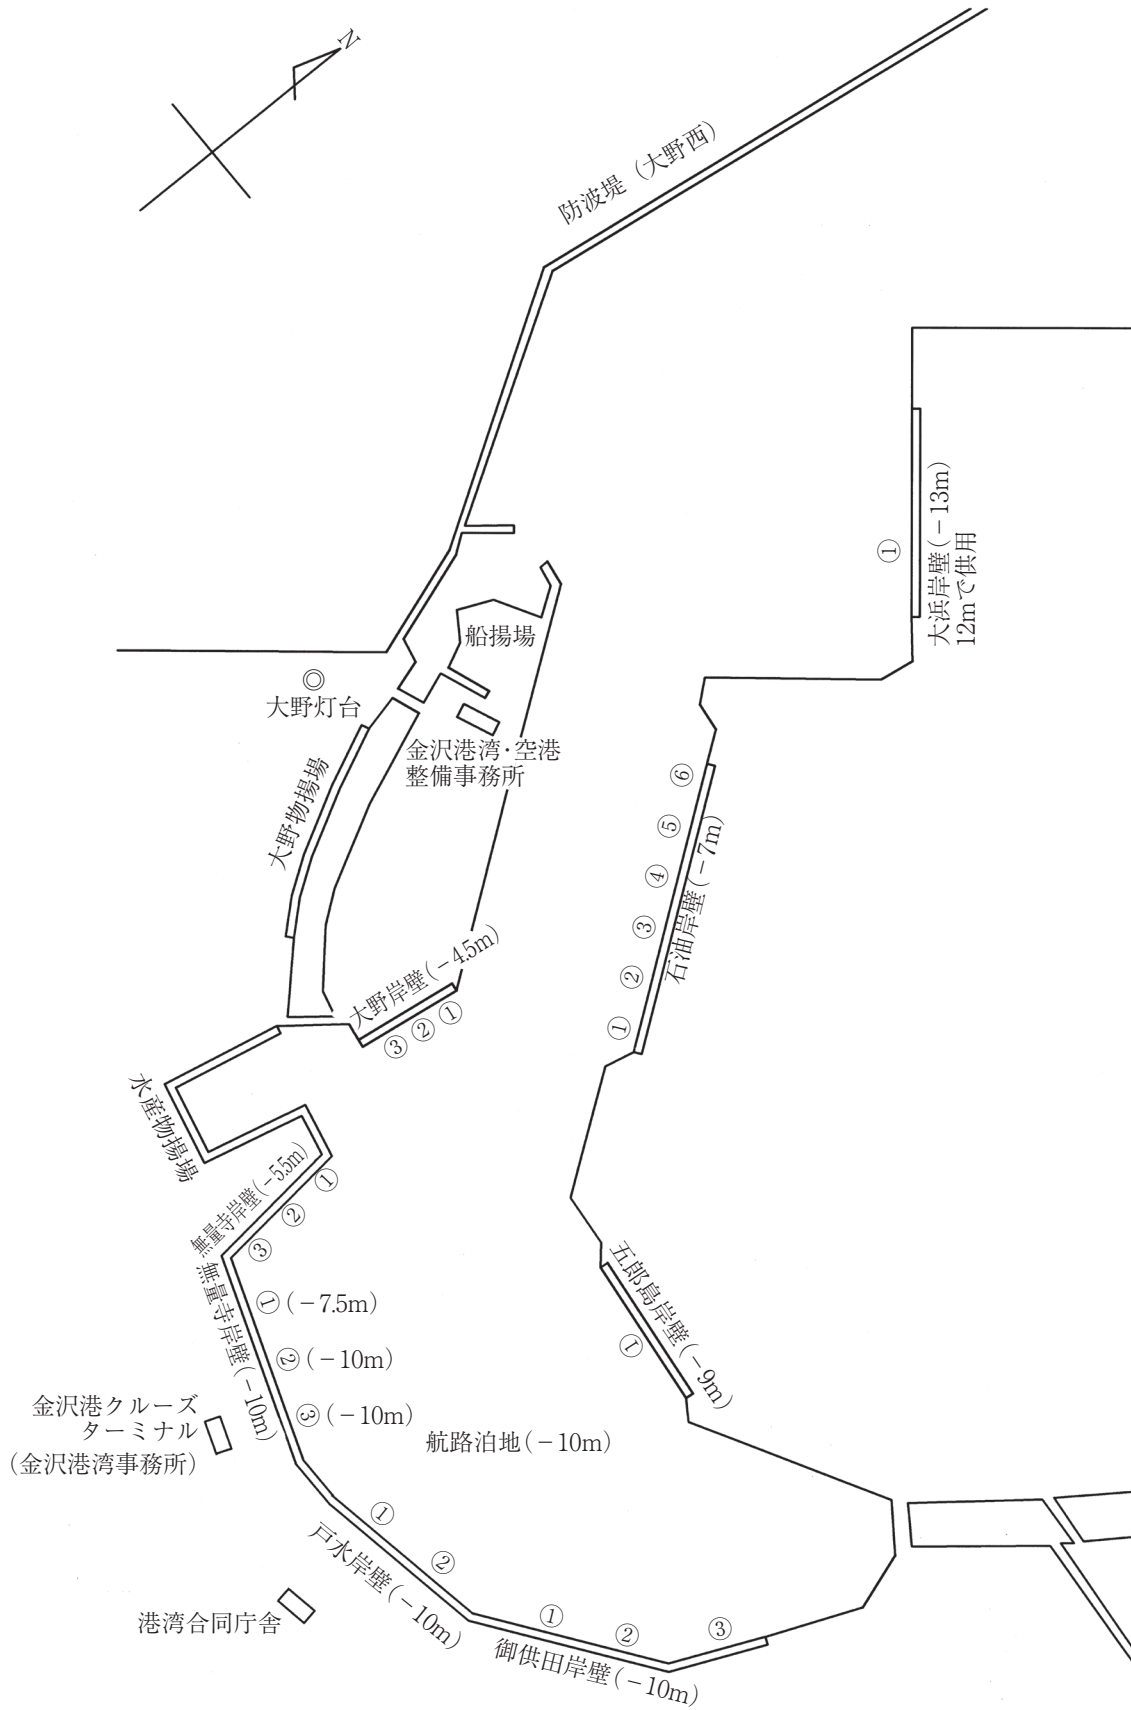 N
防波堤（大野西）
①
大浜岸壁(－13m)
12mで供用
船揚場
大野灯台
金沢港湾・空港
整備事務所
大野物揚場
⑥
⑤
④
③
②
①
石油岸壁(－7m)
大野岸壁(－4.5m)
①
②
③
水産物揚場
無量寺岸壁(－5.5m)
①
②
③
無量寺岸壁(－10m)
①(－7.5m)
②(－10m)
③(－10m)
五郎島岸壁(－9m)
①
金沢港クルーズ
ターミナル
（金沢港湾事務所）
航路泊地(－10m)
①
②
戸水岸壁(－10m)
港湾合同庁舎
①
②
③
御供田岸壁(－10m)